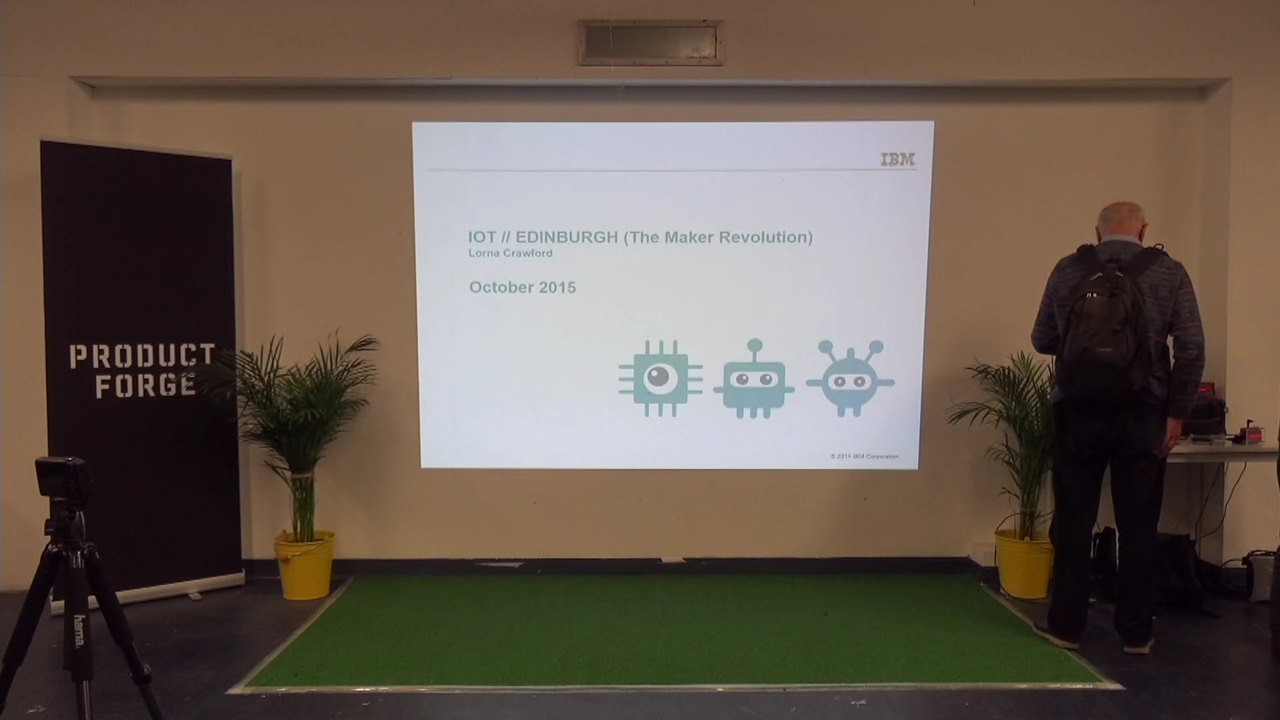 IBM
IOT // EDINBURGH (The Maker Revolution)
Lorna Crawford
October 2015
© 2015 IBM Corporation
PRODUCT
FORGE
hama.